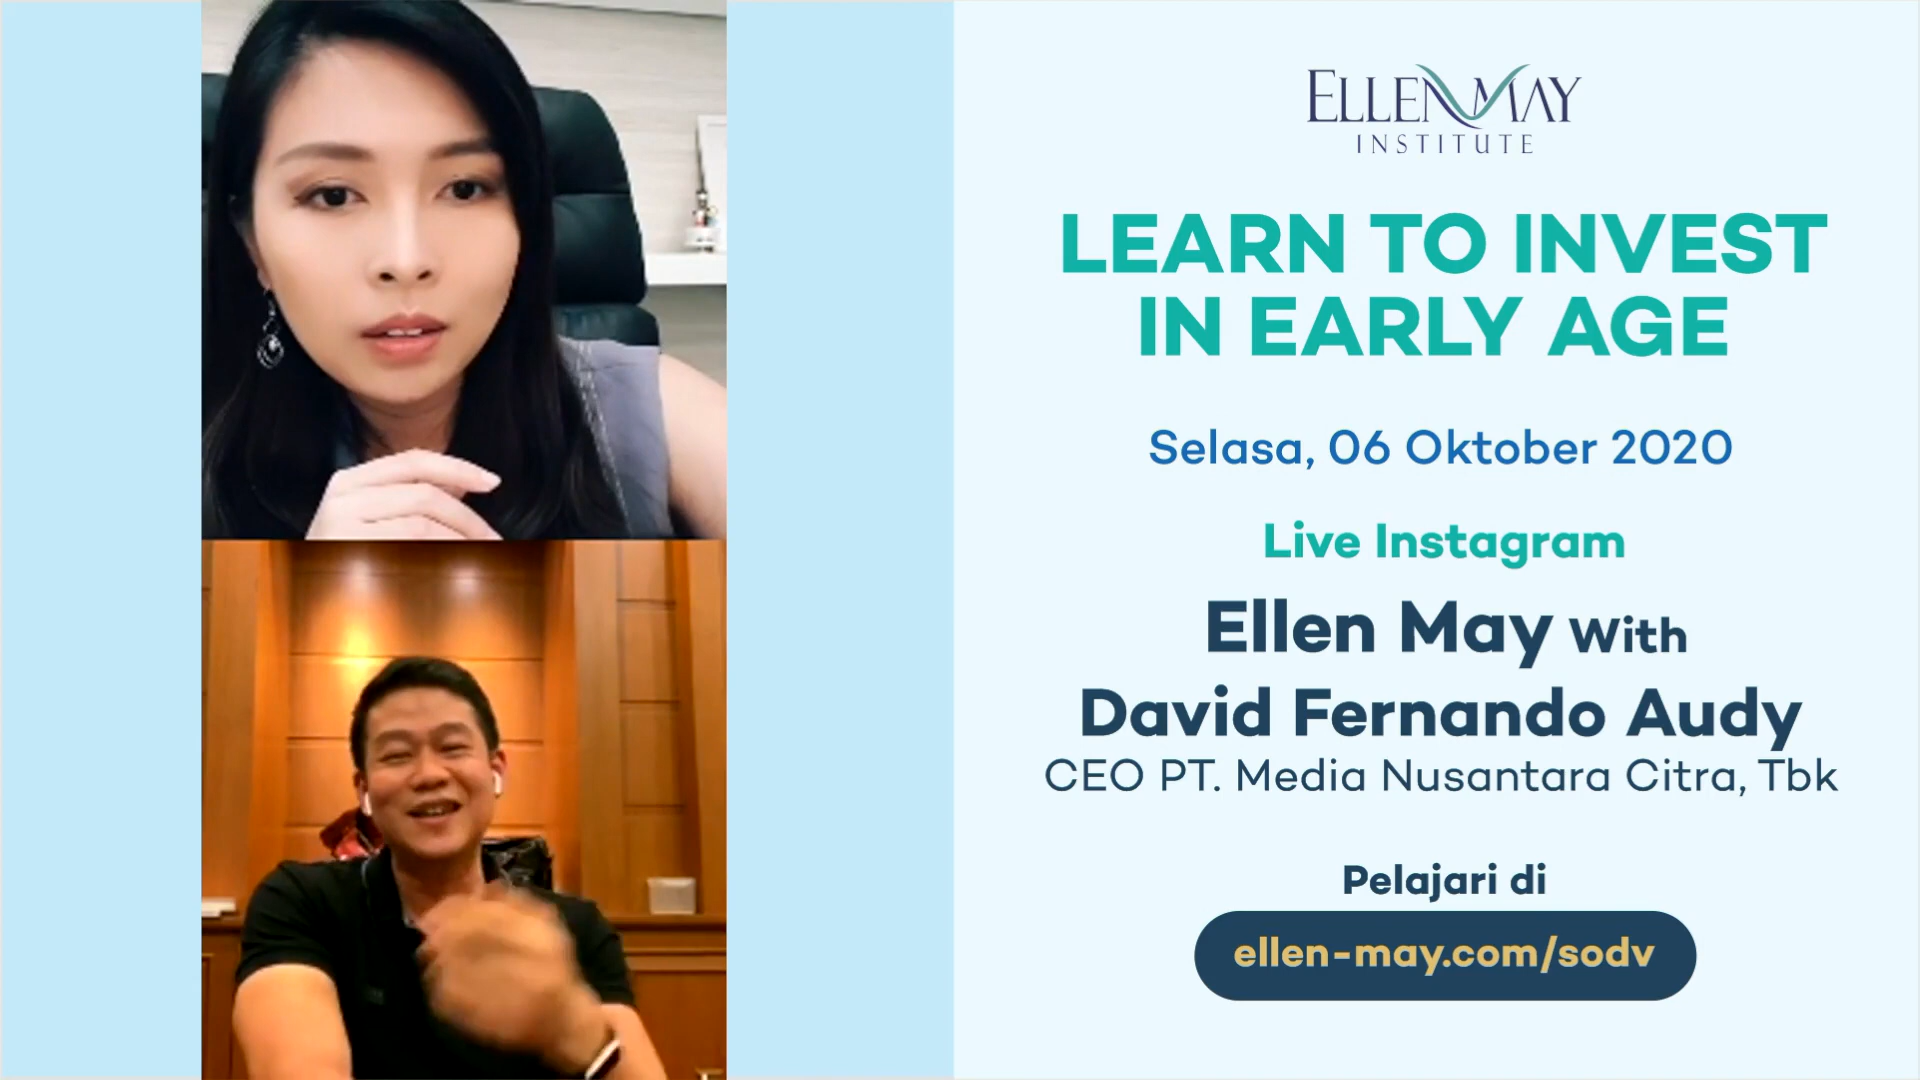 ELLEN MAY
INSTITUTE
LEARN TO INVEST
IN EARLY AGE
Selasa, 06 Oktober 2020
Live Instagram
Ellen May With
David Fernando Audy
CEO PT. Media Nusantara Citra, Tbk
Pelajari di
ellen-may.com/sodv